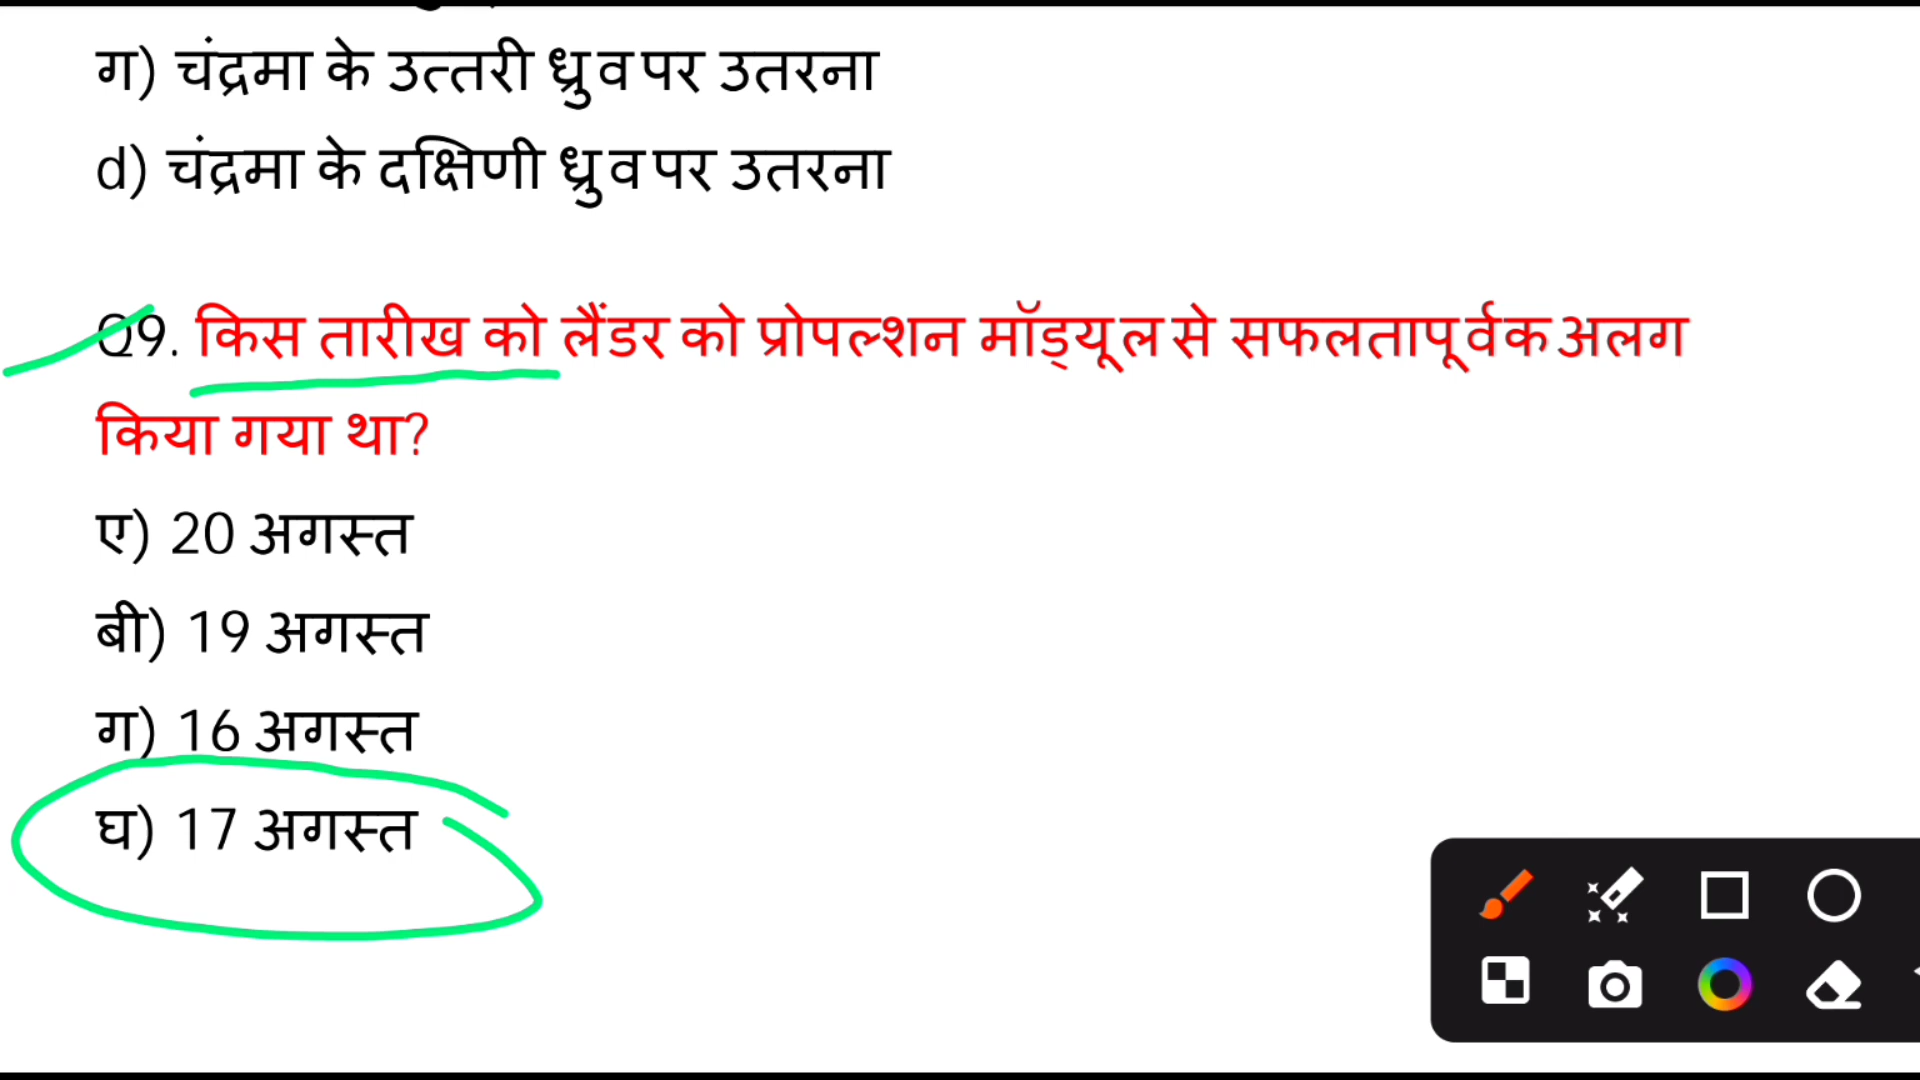 ग) चंद्रमा के उत्तरी ध्रुव पर उतरना
d) चंद्रमा के दक्षिणी ध्रुव पर उतरना
Q9. किस तारीख को लैंडर को प्रोपल्शन मॉड्यूल से सफलतापूर्वक अलग
किया गया था?
ए) 20 अगस्त
बी) 19 अगस्त
ग) 16 अगस्त
घ) 17 अगस्त